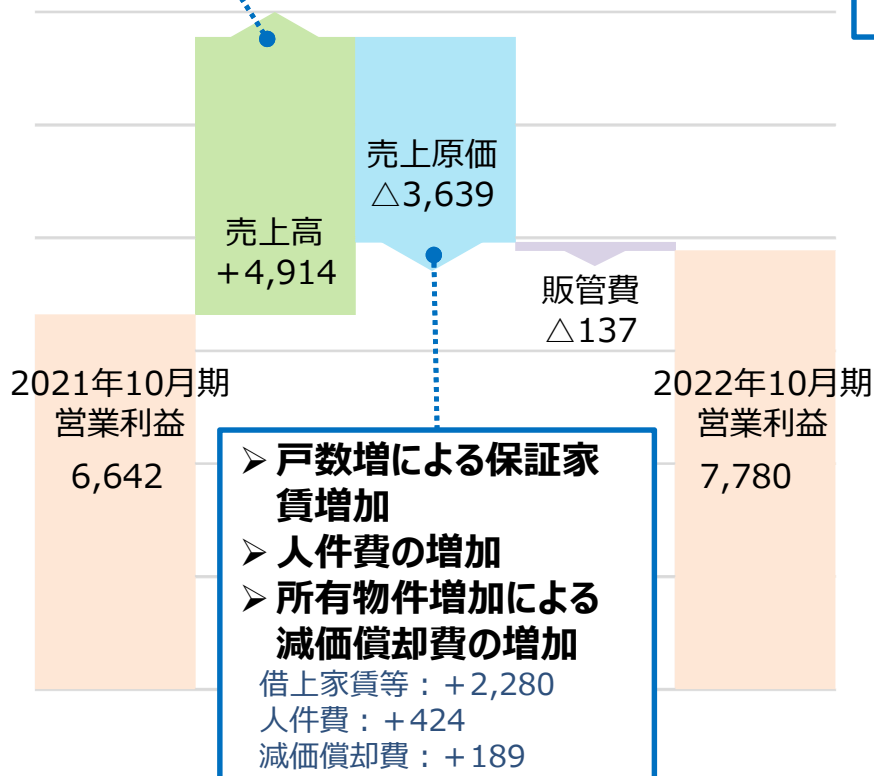 売上原価
△3,639
売上高
+4,914
販管費
△137
2021年10月期
営業利益
6,642
2022年10月期
営業利益
7,780
➢ 戸数増による保証家
賃増加
➢ 人件費の増加
➢ 所有物件増加による
減価償却費の増加
借上家賃等：+2,280
人件費：+424
減価償却費：+189